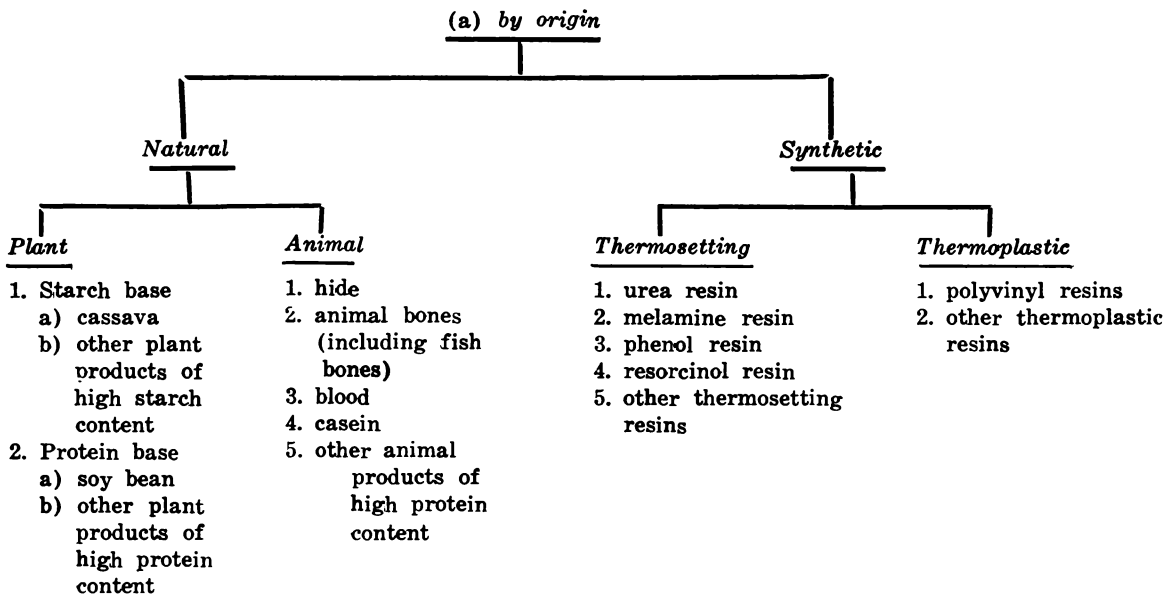 (a) by origin
Natural
Synthetic
Plant
1. Starch base
a) cassava
b) other plant
products of
high starch
content
2. Protein base
a) soy bean
b) other plant
products of
high protein
content
Animal
1. hide
2. animal bones
(including fish
bones)
3. blood
4. casein
5. other animal
products of
high protein
content
Thermosetting
1. urea resin
2. melamine resin
3. phenol resin
4. resorcinol resin
5. other thermosetting
resins
Thermoplastic
1. polyvinyl resins
2. other thermoplastic
resins